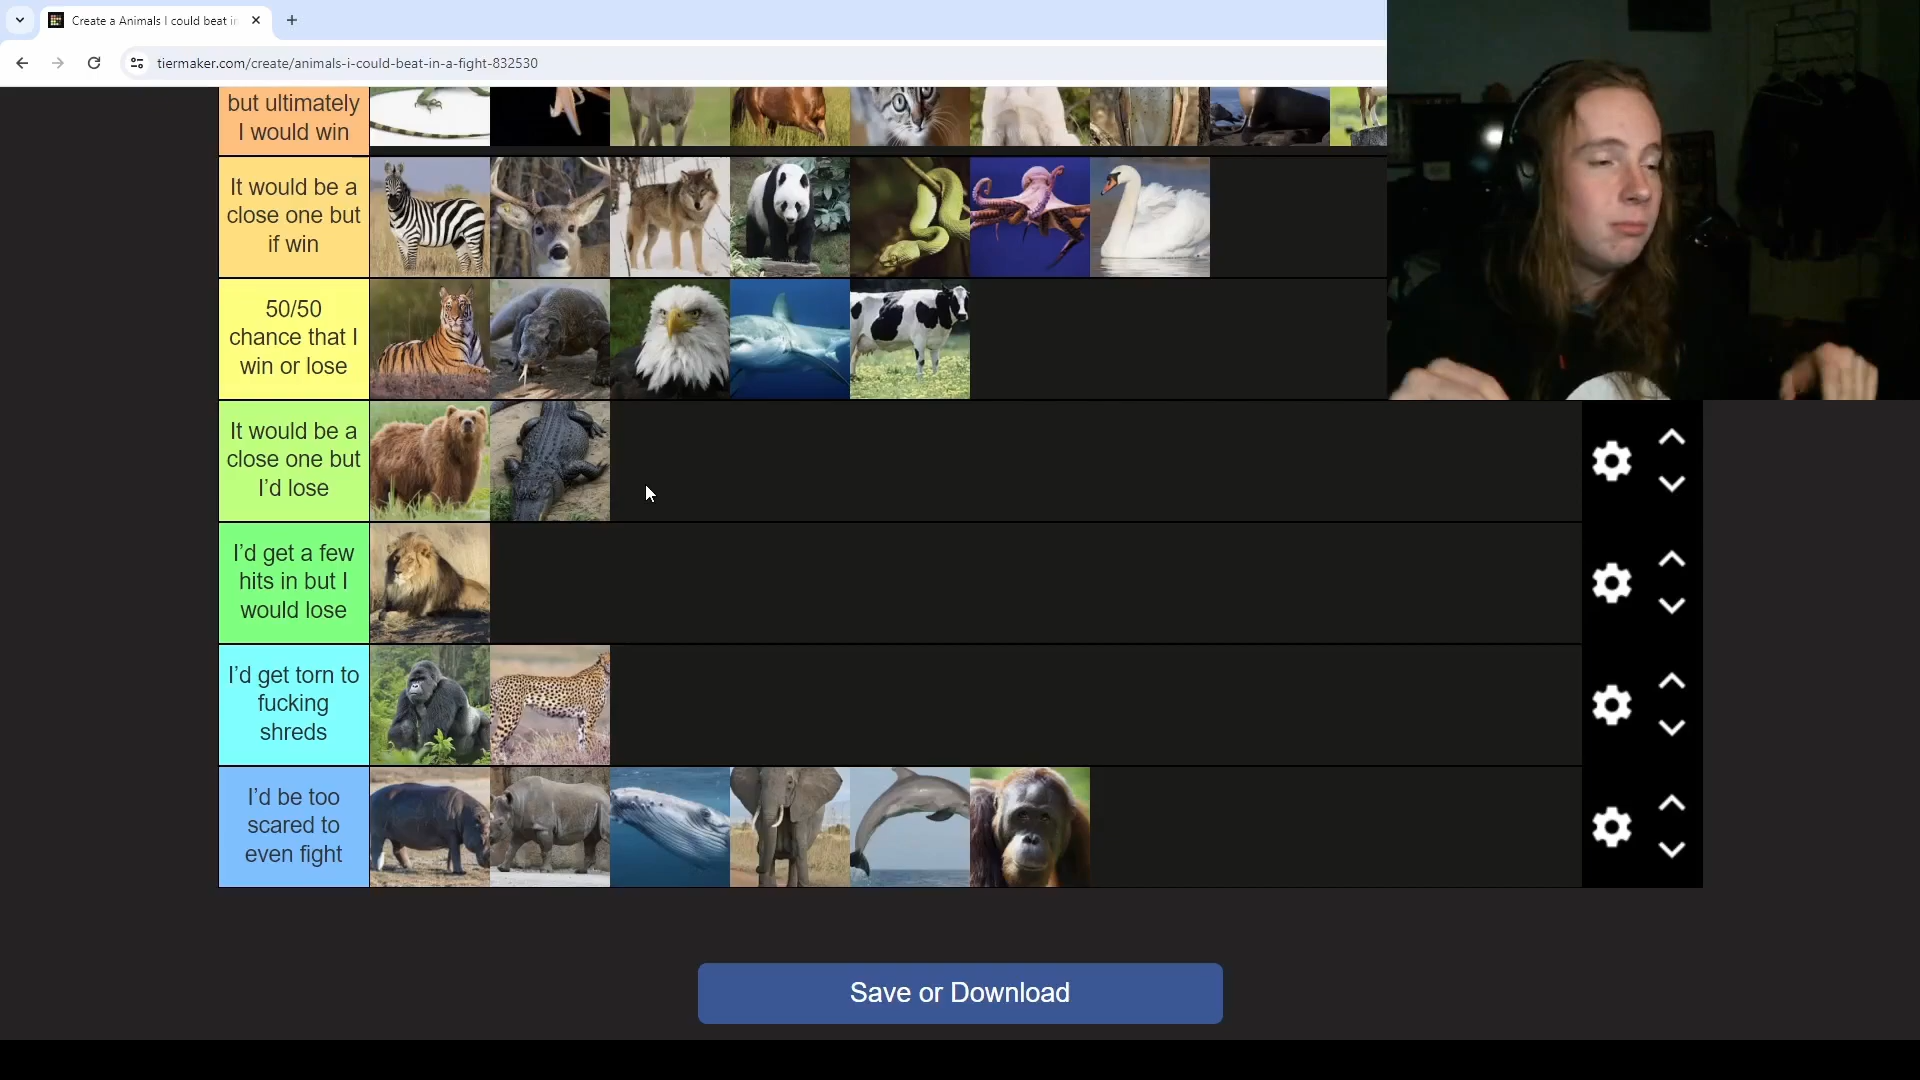 Create a Animals I could beat in
tiermaker.com/create/animals-i-could-beat-in-a-fight-832530
but ultimately
I would win
It would be a
close one but
if win
50/50
chance that I
win or lose
It would be a
close one but
I'd lose
I'd get a few
hits in but I
would lose
I'd get torn to
fucking
shreds
I'd be too
scared to
even fight
Save or Download